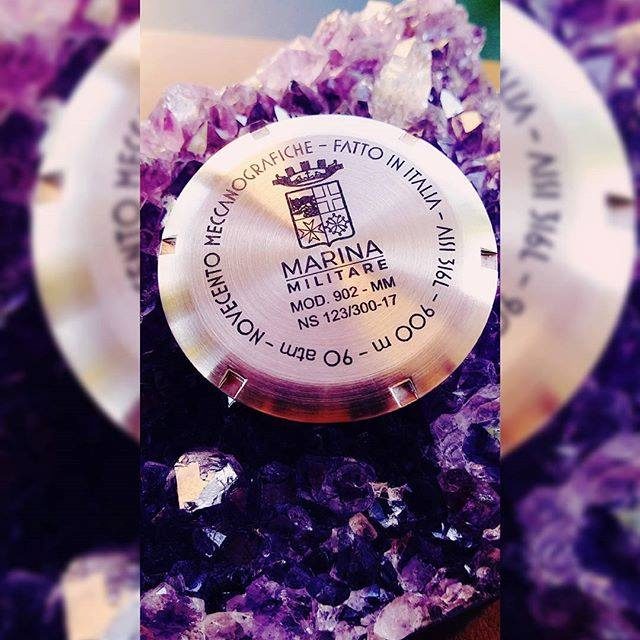 NOVECENTO MECCANOGRAFICHE - FATTO IN ITALIA - AISI 316L - 900 m - 90 atm -
MARINA
MILITARE
MOD. 902 - MM
NS 123/300-17